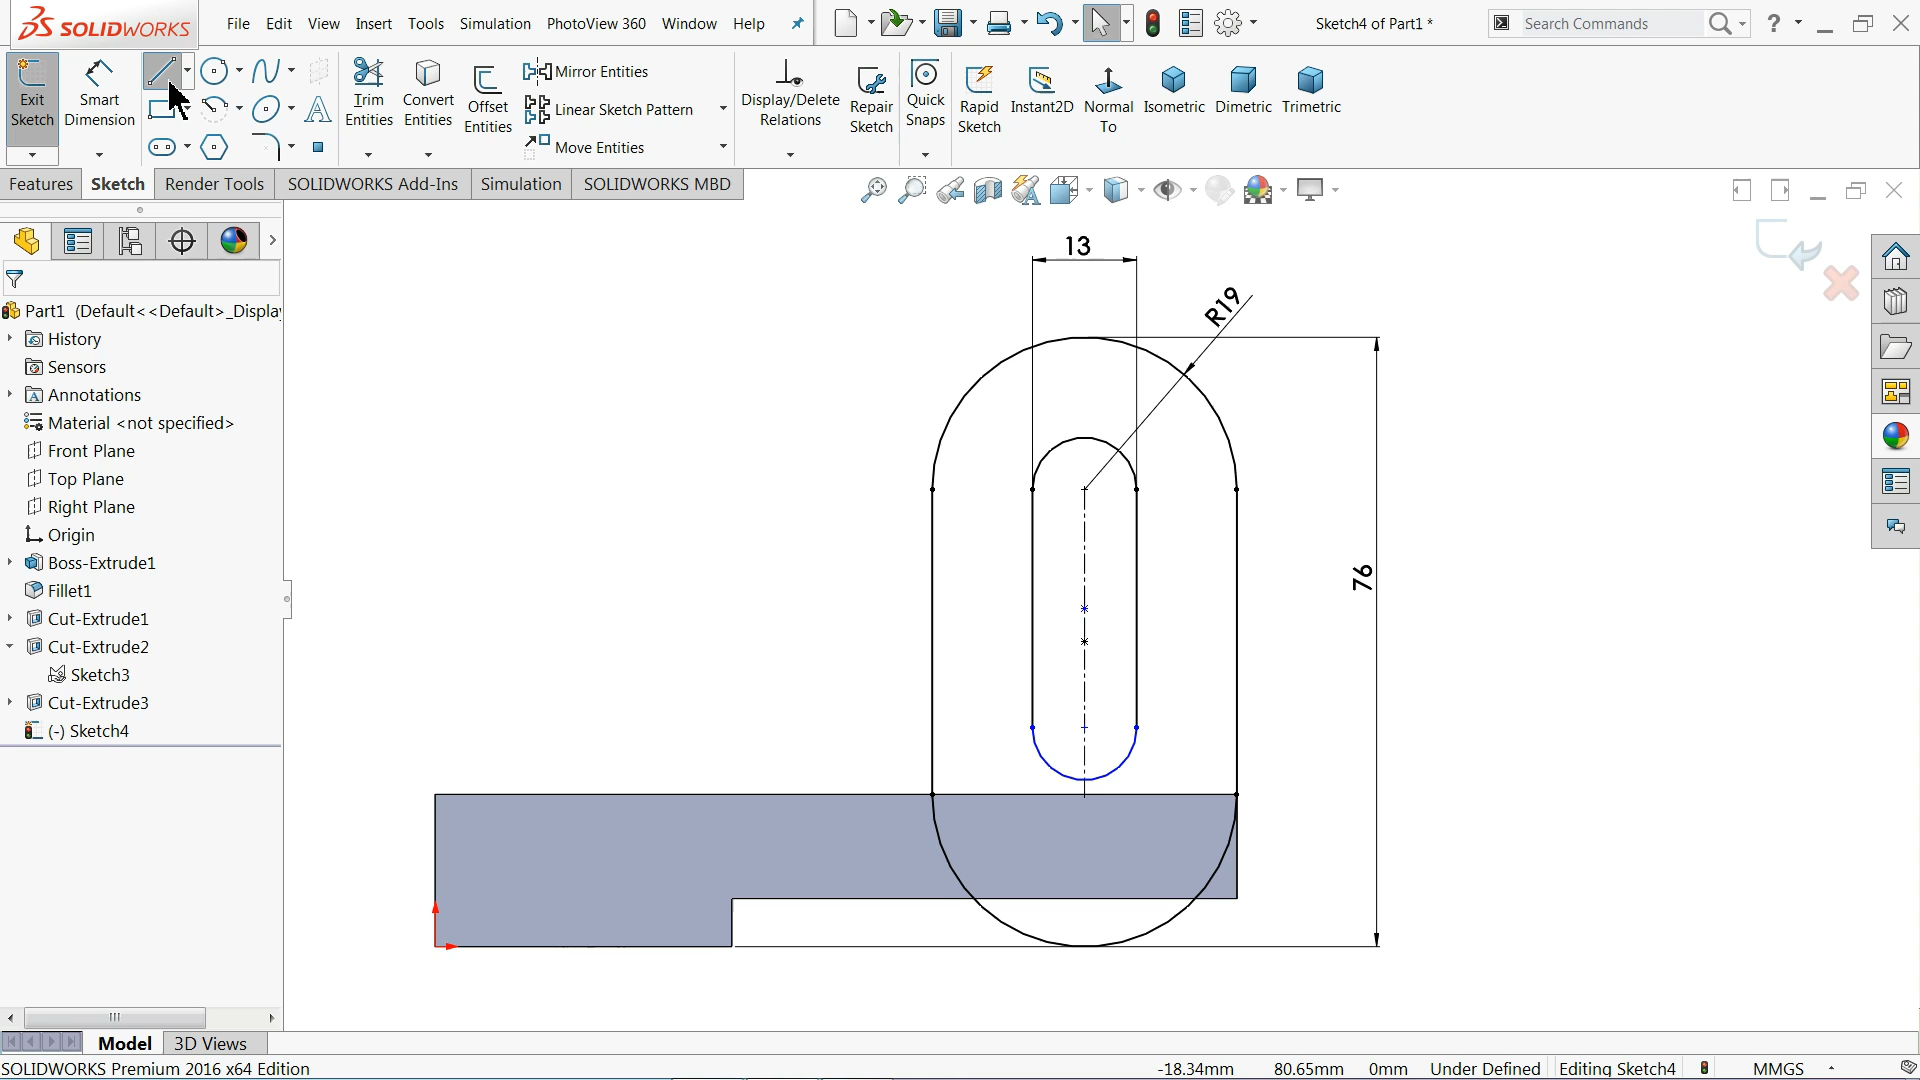 SOLIDWORKS File Edit View Insert Tools Simulation PhotoView 360 Window Help Sketch4 of Part1 * Search Commands ?
Exit Sketch
Smart Dimension
Trim Entities
Convert Entities
Offset Entities
Mirror Entities
Linear Sketch Pattern
Move Entities
Display/Delete Relations
Repair Sketch
Quick Snaps
Rapid Sketch
Instant2D
Normal To
Isometric
Dimetric
Trimetric
Features Sketch Render Tools SOLIDWORKS Add-Ins Simulation SOLIDWORKS MBD
Part1 (Default<<Default>_Displa
History
Sensors
Annotations
Material <not specified>
Front Plane
Top Plane
Right Plane
Origin
Boss-Extrude1
Fillet1
Cut-Extrude1
Cut-Extrude2
Sketch3
Cut-Extrude3
(-) Sketch4
13
R19
76
Model 3D Views
SOLIDWORKS Premium 2016 x64 Edition -18.34mm 80.65mm 0mm Under Defined Editing Sketch4 MMGS